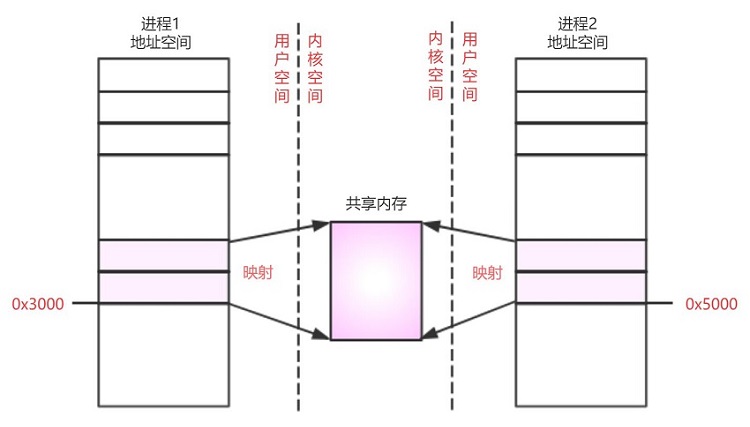 进程1
地址空间
用户空间
内核空间
内核空间
用户空间
进程2
地址空间
共享内存
映射
映射
0x3000
0x5000